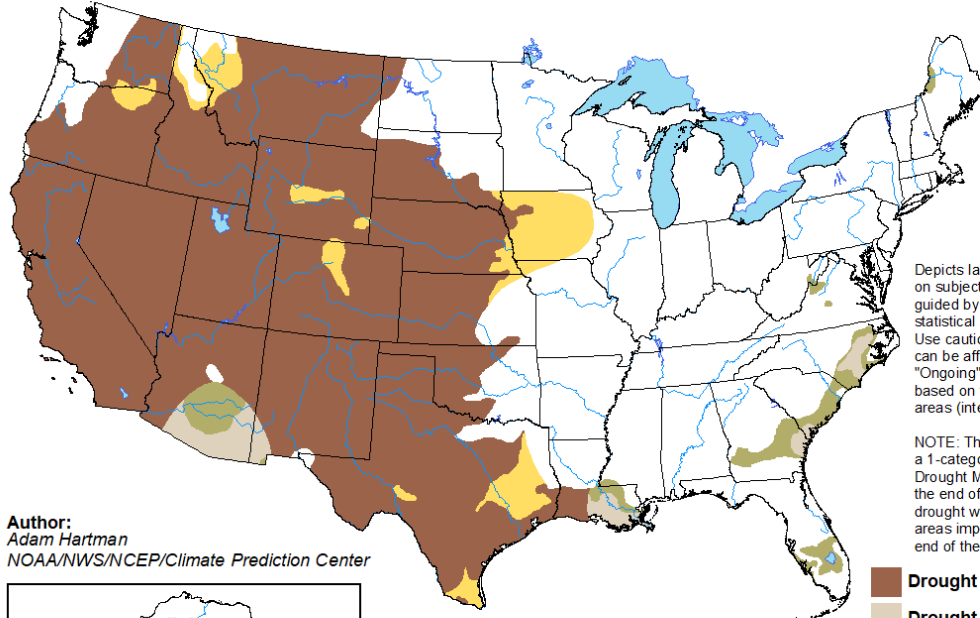 Depicts la
on subject
guided by
statistical
Use cautio
can be affe
"Ongoing"
based on
areas (inte
NOTE: Th
a 1-catego
Drought M
the end of
drought w
areas imp
end of the
Author:
Adam Hartman
NOAA/NWS/NCEP/Climate Prediction Center
Drought
Drought